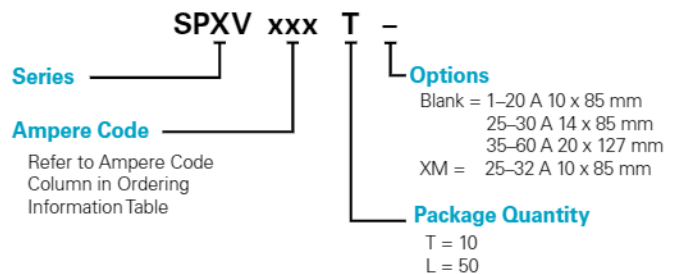 SPXV xxx T -
Series
Options
Blank = 1–20 A 10 x 85 mm
25–30 A 14 x 85 mm
35–60 A 20 x 127 mm
XM = 25–32 A 10 x 85 mm
Ampere Code
Refer to Ampere Code
Column in Ordering
Information Table
Package Quantity
T = 10
L = 50